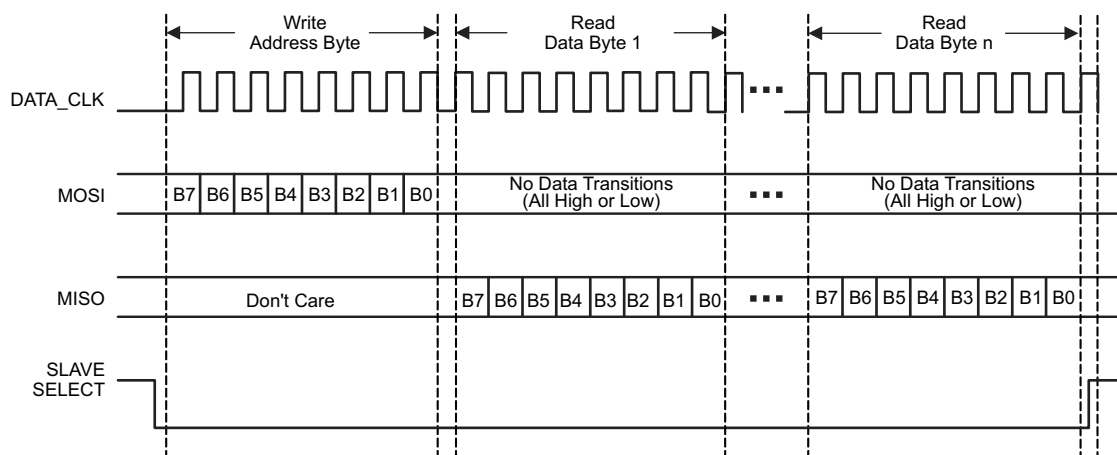 Write
Address Byte
Read
Data Byte 1
Read
Data Byte n
DATA_CLK
MOSI
B7 B6 B5 B4 B3 B2 B1 B0
No Data Transitions
(All High or Low)
No Data Transitions
(All High or Low)
MISO
Don't Care
B7 B6 B5 B4 B3 B2 B1 B0
B7 B6 B5 B4 B3 B2 B1 B0
SLAVE
SELECT